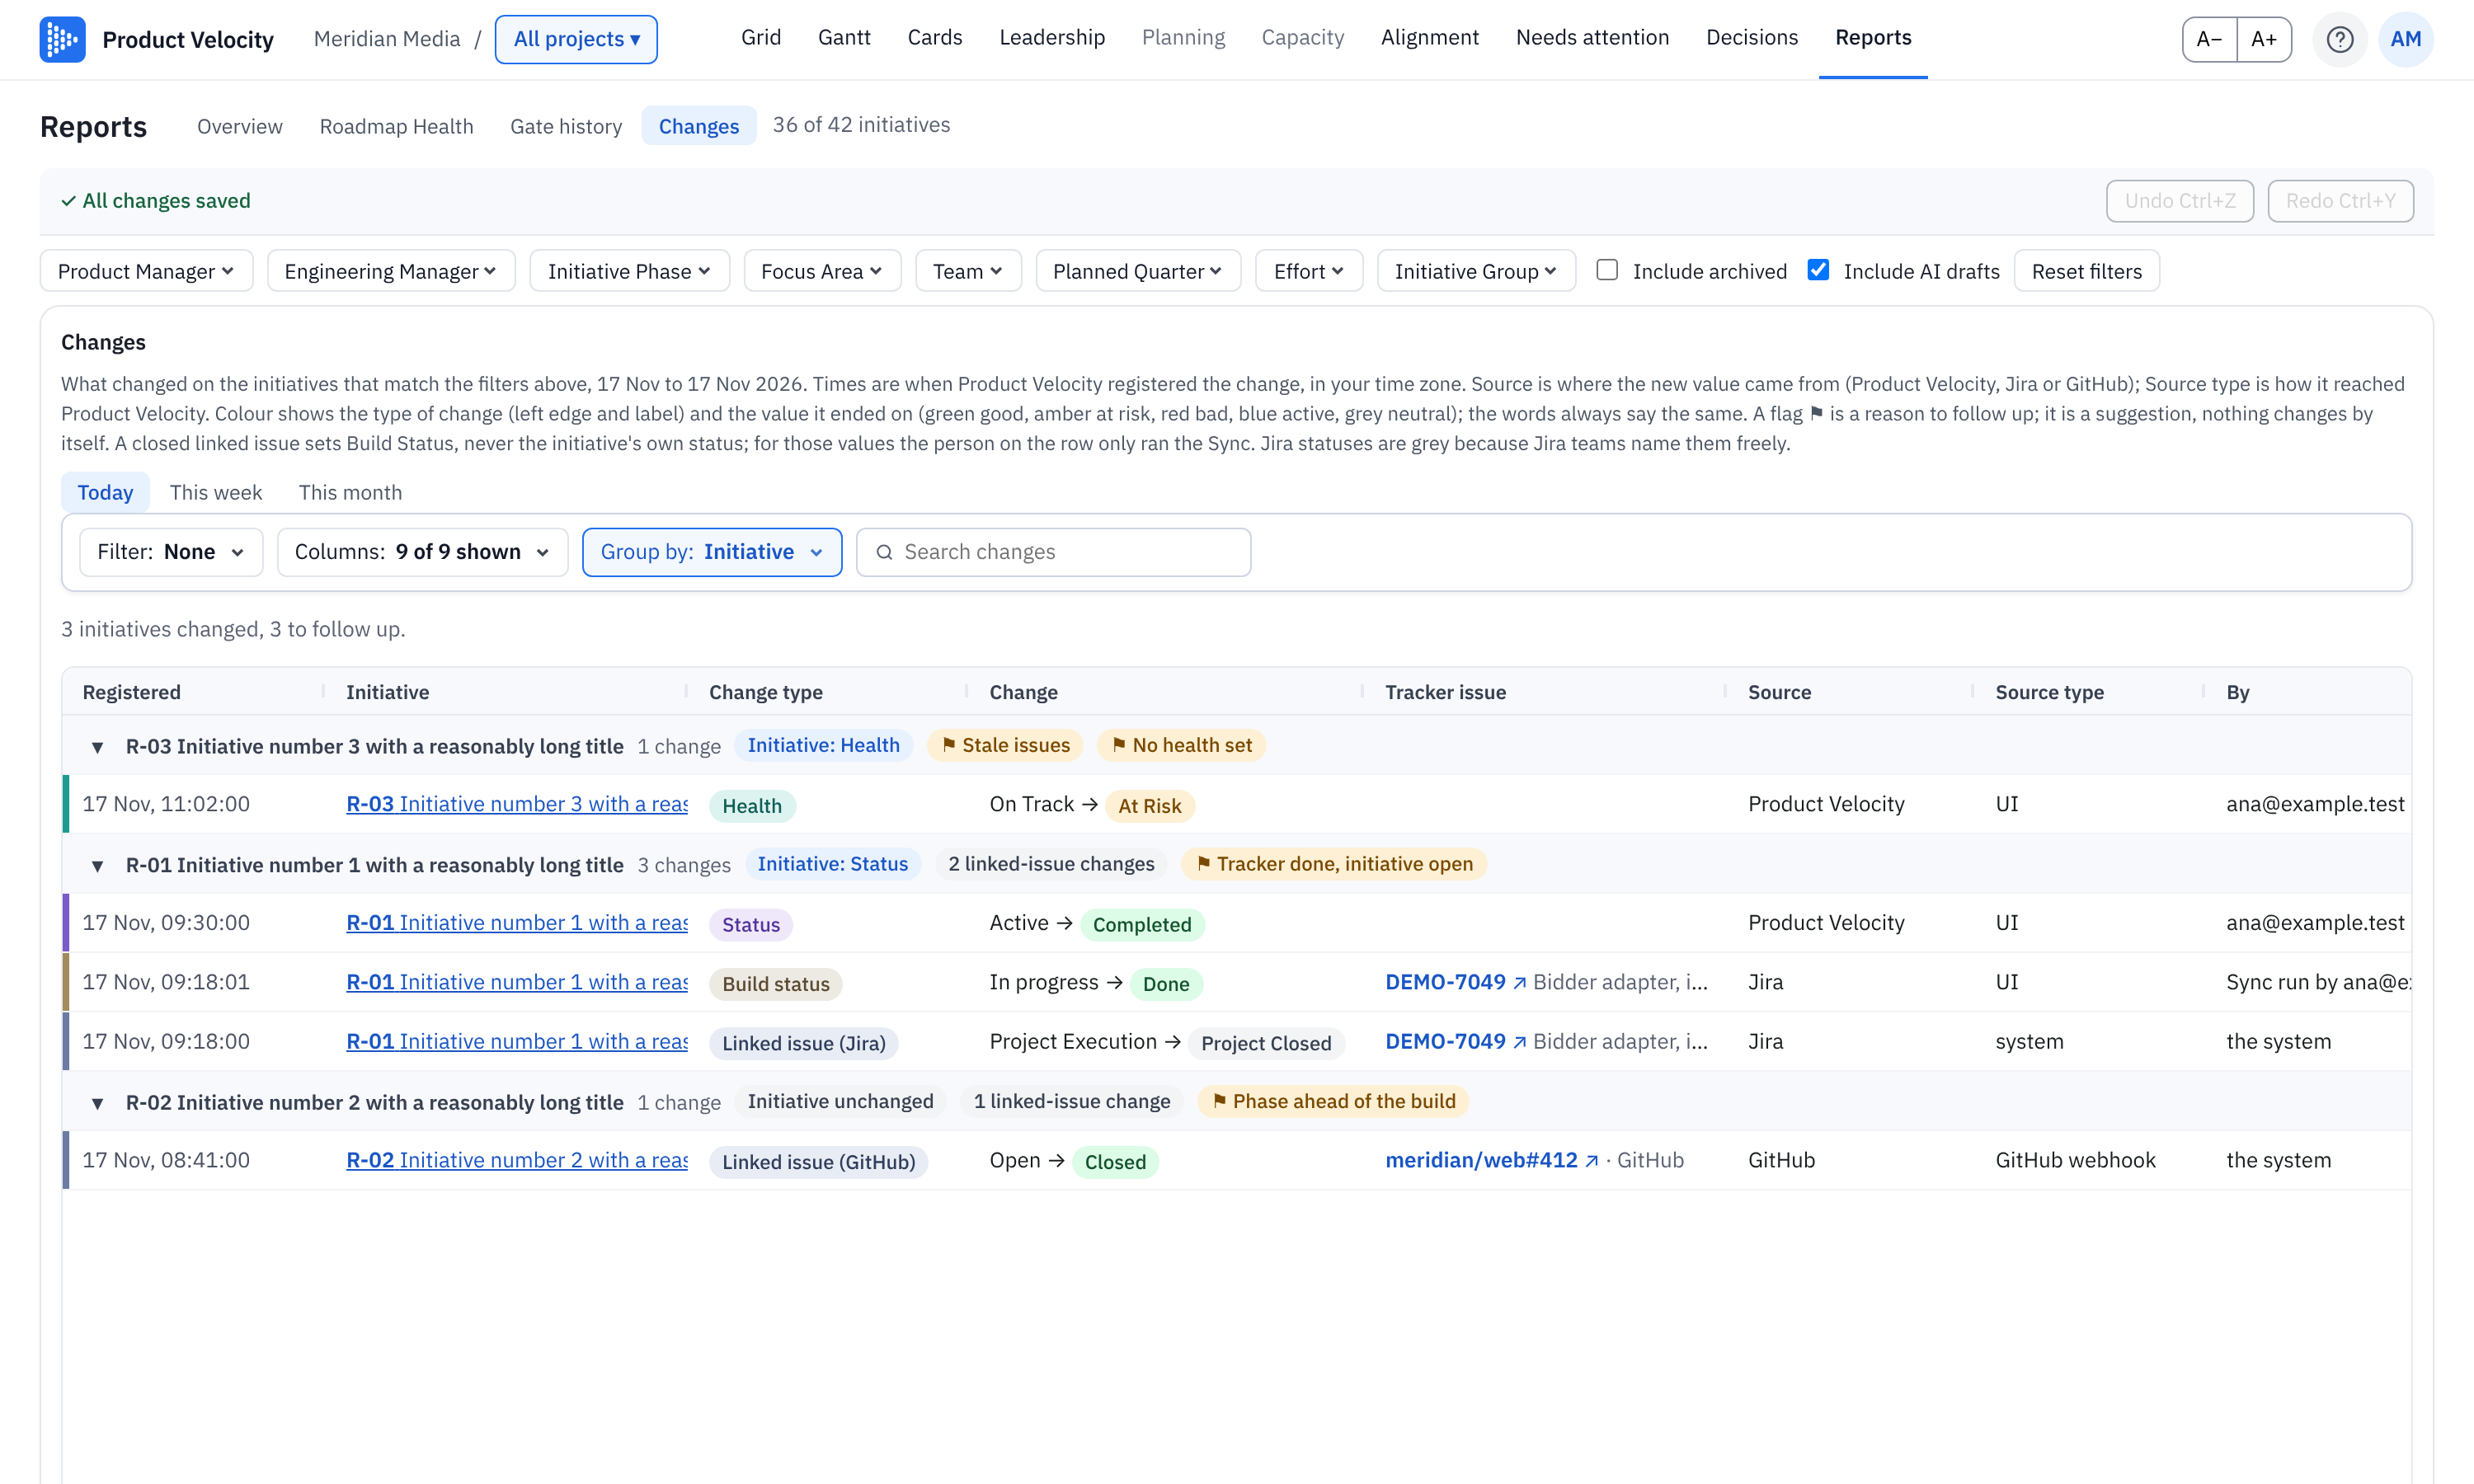 Product Velocity Meridian Media / All projects ▾ Grid Gantt Cards Leadership Planning Capacity Alignment Needs attention Decisions Reports A− A+ ? AM
Reports Overview Roadmap Health Gate history Changes 36 of 42 initiatives
✓ All changes saved Undo Ctrl+Z Redo Ctrl+Y
Product Manager Engineering Manager Initiative Phase Focus Area Team Planned Quarter Effort Initiative Group Include archived Include AI drafts Reset filters
Changes
What changed on the initiatives that match the filters above, 17 Nov to 17 Nov 2026. Times are when Product Velocity registered the change, in your time zone. Source is where the new value came from (Product Velocity, Jira or GitHub); Source type is how it reached
Product Velocity. Colour shows the type of change (left edge and label) and the value it ended on (green good, amber at risk, red bad, blue active, grey neutral); the words always say the same. A flag ⚑ is a reason to follow up; it is a suggestion, nothing changes by
itself. A closed linked issue sets Build Status, never the initiative's own status; for those values the person on the row only ran the Sync. Jira statuses are grey because Jira teams name them freely.
Today This week This month
Filter: None Columns: 9 of 9 shown Group by: Initiative Search changes
3 initiatives changed, 3 to follow up.
Registered Initiative Change type Change Tracker issue Source Source type By
▼ R-03 Initiative number 3 with a reasonably long title 1 change Initiative: Health ⚑ Stale issues ⚑ No health set
17 Nov, 11:02:00 R-03 Initiative number 3 with a reas Health On Track → At Risk Product Velocity UI ana@example.test
▼ R-01 Initiative number 1 with a reasonably long title 3 changes Initiative: Status 2 linked-issue changes ⚑ Tracker done, initiative open
17 Nov, 09:30:00 R-01 Initiative number 1 with a reas Status Active → Completed Product Velocity UI ana@example.test
17 Nov, 09:18:01 R-01 Initiative number 1 with a reas Build status In progress → Done DEMO-7049 ↗ Bidder adapter, i... Jira UI Sync run by ana@e
17 Nov, 09:18:00 R-01 Initiative number 1 with a reas Linked issue (Jira) Project Execution → Project Closed DEMO-7049 ↗ Bidder adapter, i... Jira system the system
▼ R-02 Initiative number 2 with a reasonably long title 1 change Initiative unchanged 1 linked-issue change ⚑ Phase ahead of the build
17 Nov, 08:41:00 R-02 Initiative number 2 with a reas Linked issue (GitHub) Open → Closed meridian/web#412 ↗ · GitHub GitHub GitHub webhook the system